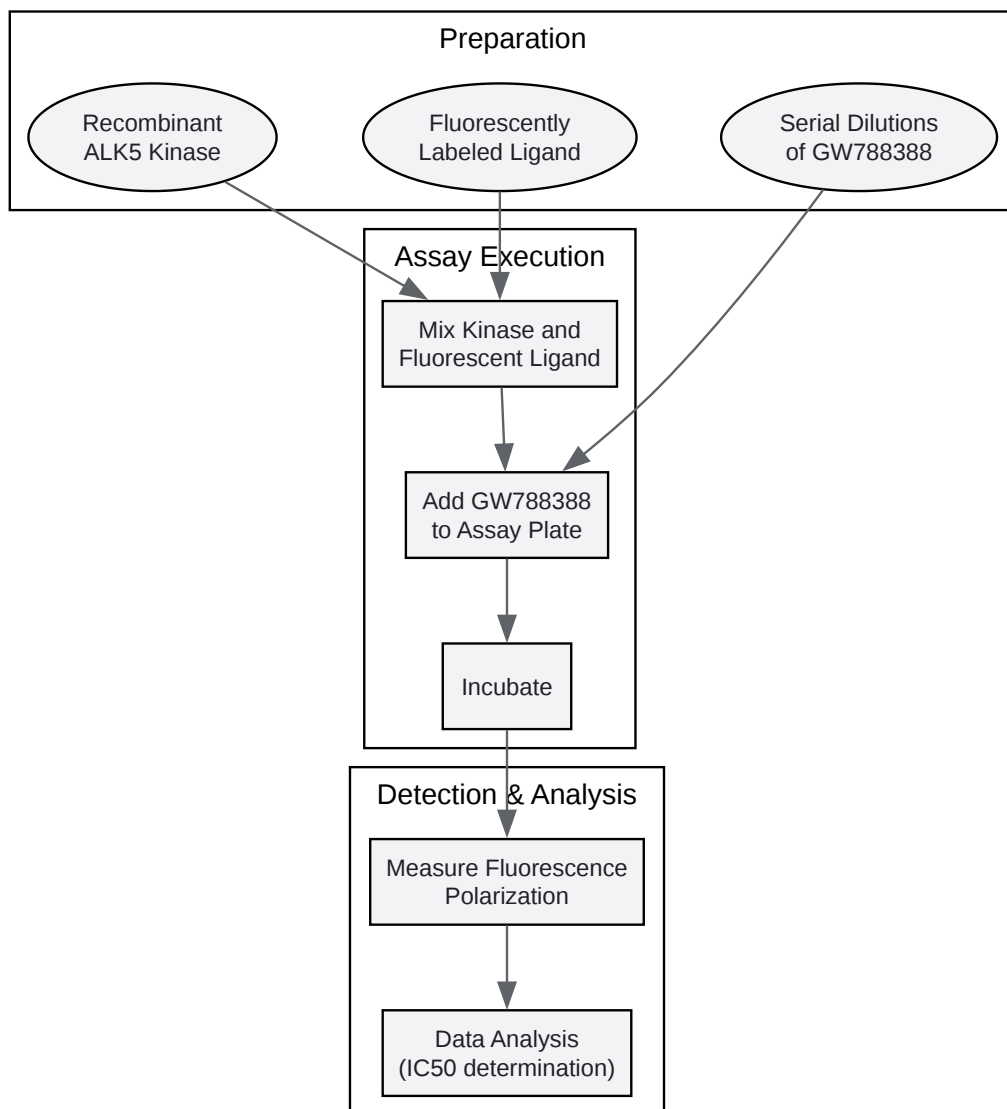 Preparation
Recombinant
ALK5 Kinase
Fluorescently
Labeled Ligand
Serial Dilutions
of GW788388
Assay Execution
Mix Kinase and
Fluorescent Ligand
Add GW788388
to Assay Plate
Incubate
Detection & Analysis
Measure Fluorescence
Polarization
Data Analysis
(IC50 determination)